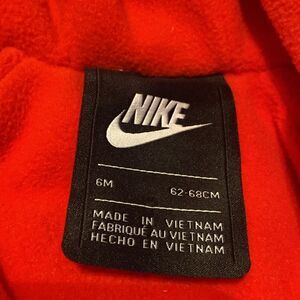 NIKE
6M 62-68CM
MADE IN VIETNAM
FABRIQUÉ AU VIETNAM
HECHO EN VIETNAM